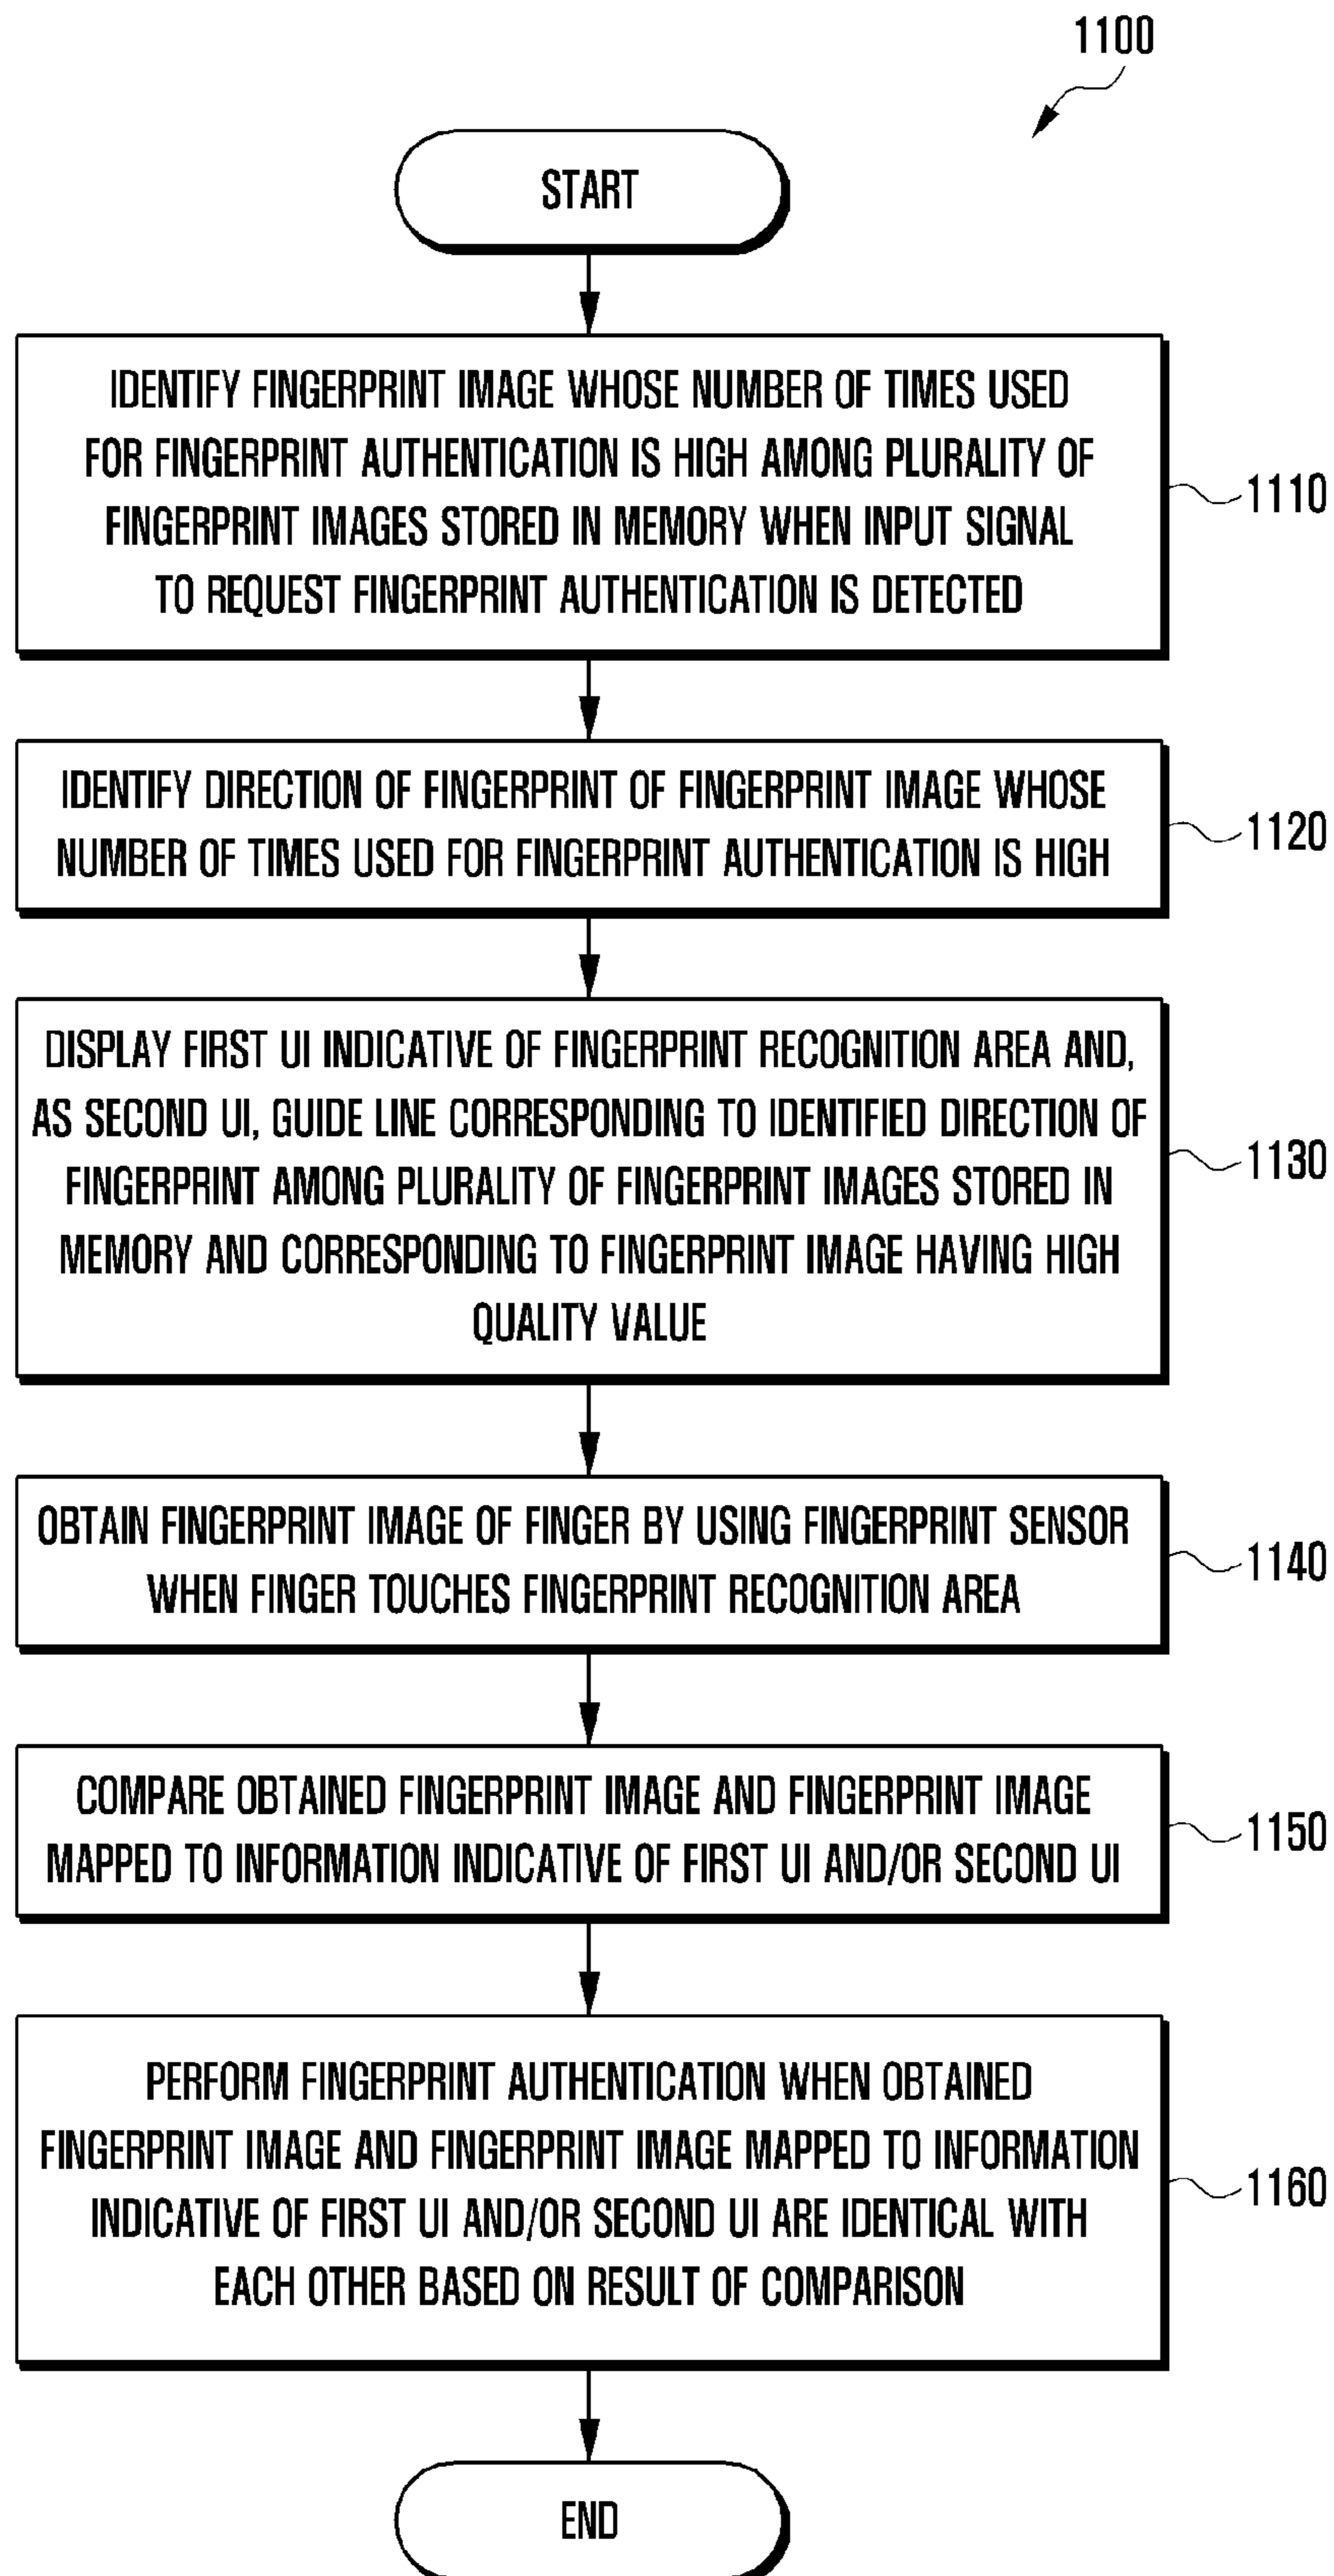 1100
START
IDENTIFY FINGERPRINT IMAGE WHOSE NUMBER OF TIMES USED
FOR FINGERPRINT AUTHENTICATION IS HIGH AMONG PLURALITY OF
FINGERPRINT IMAGES STORED IN MEMORY WHEN INPUT SIGNAL
TO REQUEST FINGERPRINT AUTHENTICATION IS DETECTED
1110
IDENTIFY DIRECTION OF FINGERPRINT OF FINGERPRINT IMAGE WHOSE
NUMBER OF TIMES USED FOR FINGERPRINT AUTHENTICATION IS HIGH
1120
DISPLAY FIRST UI INDICATIVE OF FINGERPRINT RECOGNITION AREA AND,
AS SECOND UI, GUIDE LINE CORRESPONDING TO IDENTIFIED DIRECTION OF
FINGERPRINT AMONG PLURALITY OF FINGERPRINT IMAGES STORED IN
MEMORY AND CORRESPONDING TO FINGERPRINT IMAGE HAVING HIGH
QUALITY VALUE
1130
OBTAIN FINGERPRINT IMAGE OF FINGER BY USING FINGERPRINT SENSOR
WHEN FINGER TOUCHES FINGERPRINT RECOGNITION AREA
1140
COMPARE OBTAINED FINGERPRINT IMAGE AND FINGERPRINT IMAGE
MAPPED TO INFORMATION INDICATIVE OF FIRST UI AND/OR SECOND UI
1150
PERFORM FINGERPRINT AUTHENTICATION WHEN OBTAINED
FINGERPRINT IMAGE AND FINGERPRINT IMAGE MAPPED TO INFORMATION
INDICATIVE OF FIRST UI AND/OR SECOND UI ARE IDENTICAL WITH
EACH OTHER BASED ON RESULT OF COMPARISON
1160
END